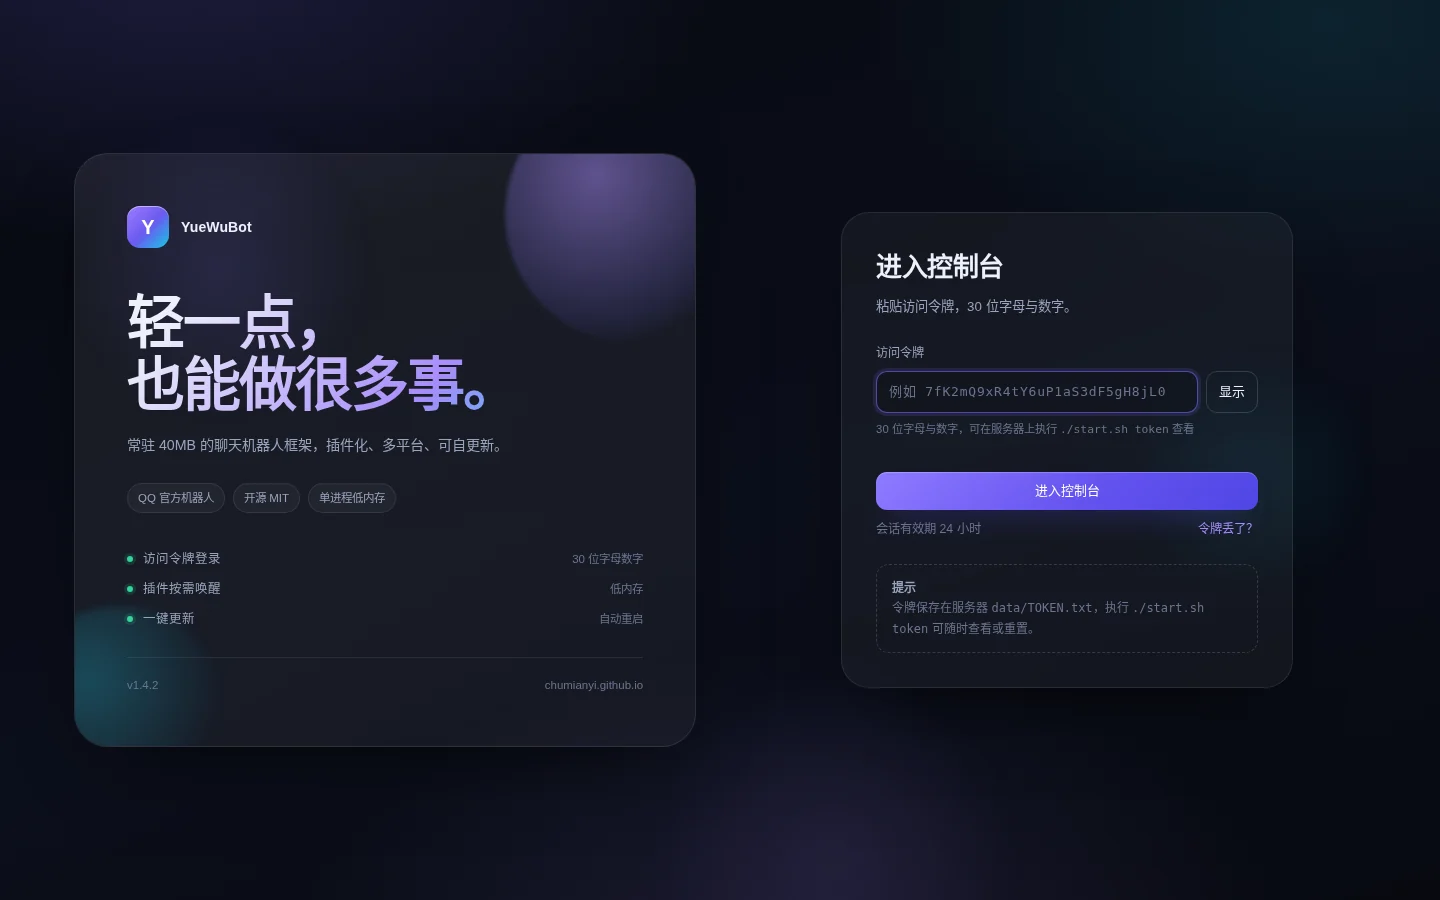 Y
YueWuBot
轻一点，
也能做很多事。
常驻 40MB 的聊天机器人框架，插件化、多平台、可自更新。
QQ 官方机器人
开源 MIT
单进程低内存
访问令牌登录
30 位字母数字
插件按需唤醒
低内存
一键更新
自动重启
v1.4.2
chumianyi.github.io
进入控制台
粘贴访问令牌，30 位字母与数字。
访问令牌
例如 7fK2mQ9xR4tY6uP1aS3dF5gH8jL0
显示
30 位字母与数字，可在服务器上执行 ./start.sh token 查看
进入控制台
会话有效期 24 小时
令牌丢了？
提示
令牌保存在服务器 data/TOKEN.txt，执行 ./start.sh
token 可随时查看或重置。